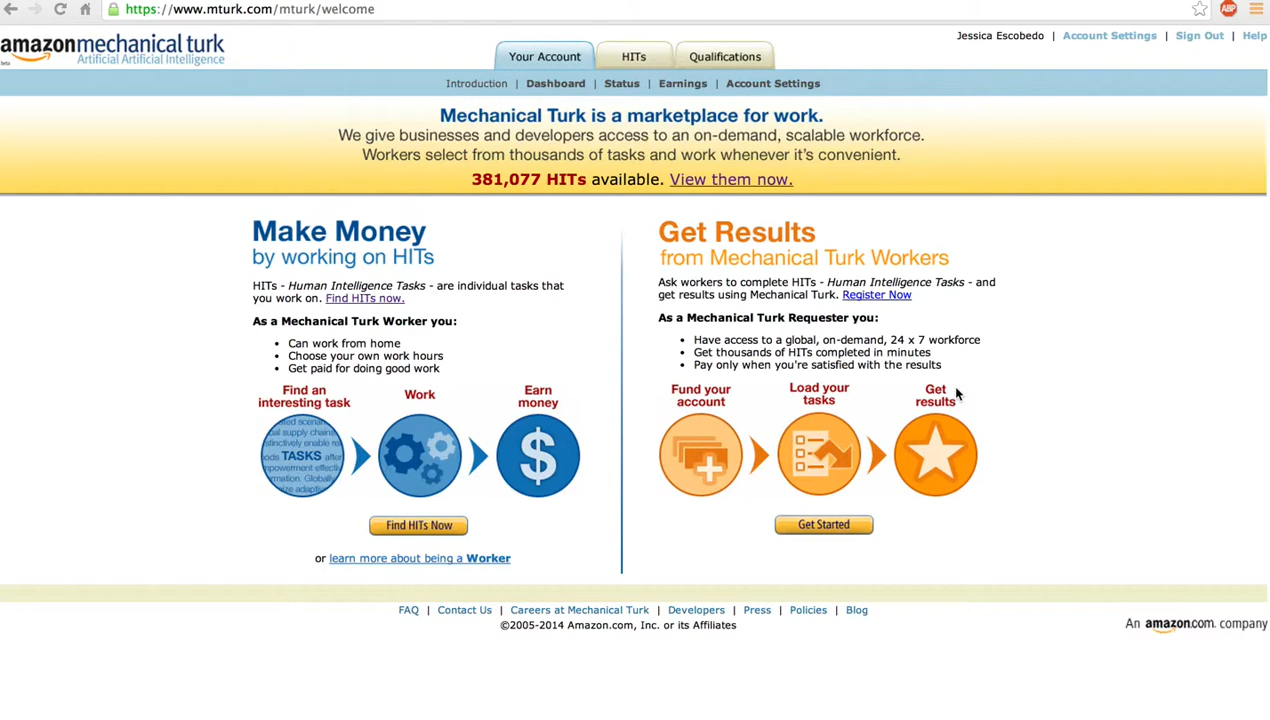 https://www.mturk.com/mturk/welcome
ABP
amazonmechanical turk
beta
Artificial Artificial Intelligence
Your Account
HITs
Qualifications
Jessica Escobedo | Account Settings | Sign Out | Help
Introduction | Dashboard | Status | Earnings | Account Settings
Mechanical Turk is a marketplace for work.
We give businesses and developers access to an on-demand, scalable workforce.
Workers select from thousands of tasks and work whenever it's convenient.
381,077 HITs available. View them now.
Make Money
by working on HITs
HITs - Human Intelligence Tasks - are individual tasks that
you work on. Find HITs now.
As a Mechanical Turk Worker you:
• Can work from home
• Choose your own work hours
• Get paid for doing good work
Find an
interesting task
Work
Earn
money
TASKS
$
Find HITs Now
or learn more about being a Worker
Get Results
from Mechanical Turk Workers
Ask workers to complete HITs - Human Intelligence Tasks - and
get results using Mechanical Turk. Register Now
As a Mechanical Turk Requester you:
• Have access to a global, on-demand, 24 x 7 workforce
• Get thousands of HITs completed in minutes
• Pay only when you're satisfied with the results
Fund your
account
Load your
tasks
Get
results
Get Started
FAQ | Contact Us | Careers at Mechanical Turk | Developers | Press | Policies | Blog
©2005-2014 Amazon.com, Inc. or its Affiliates
An amazon.com. company